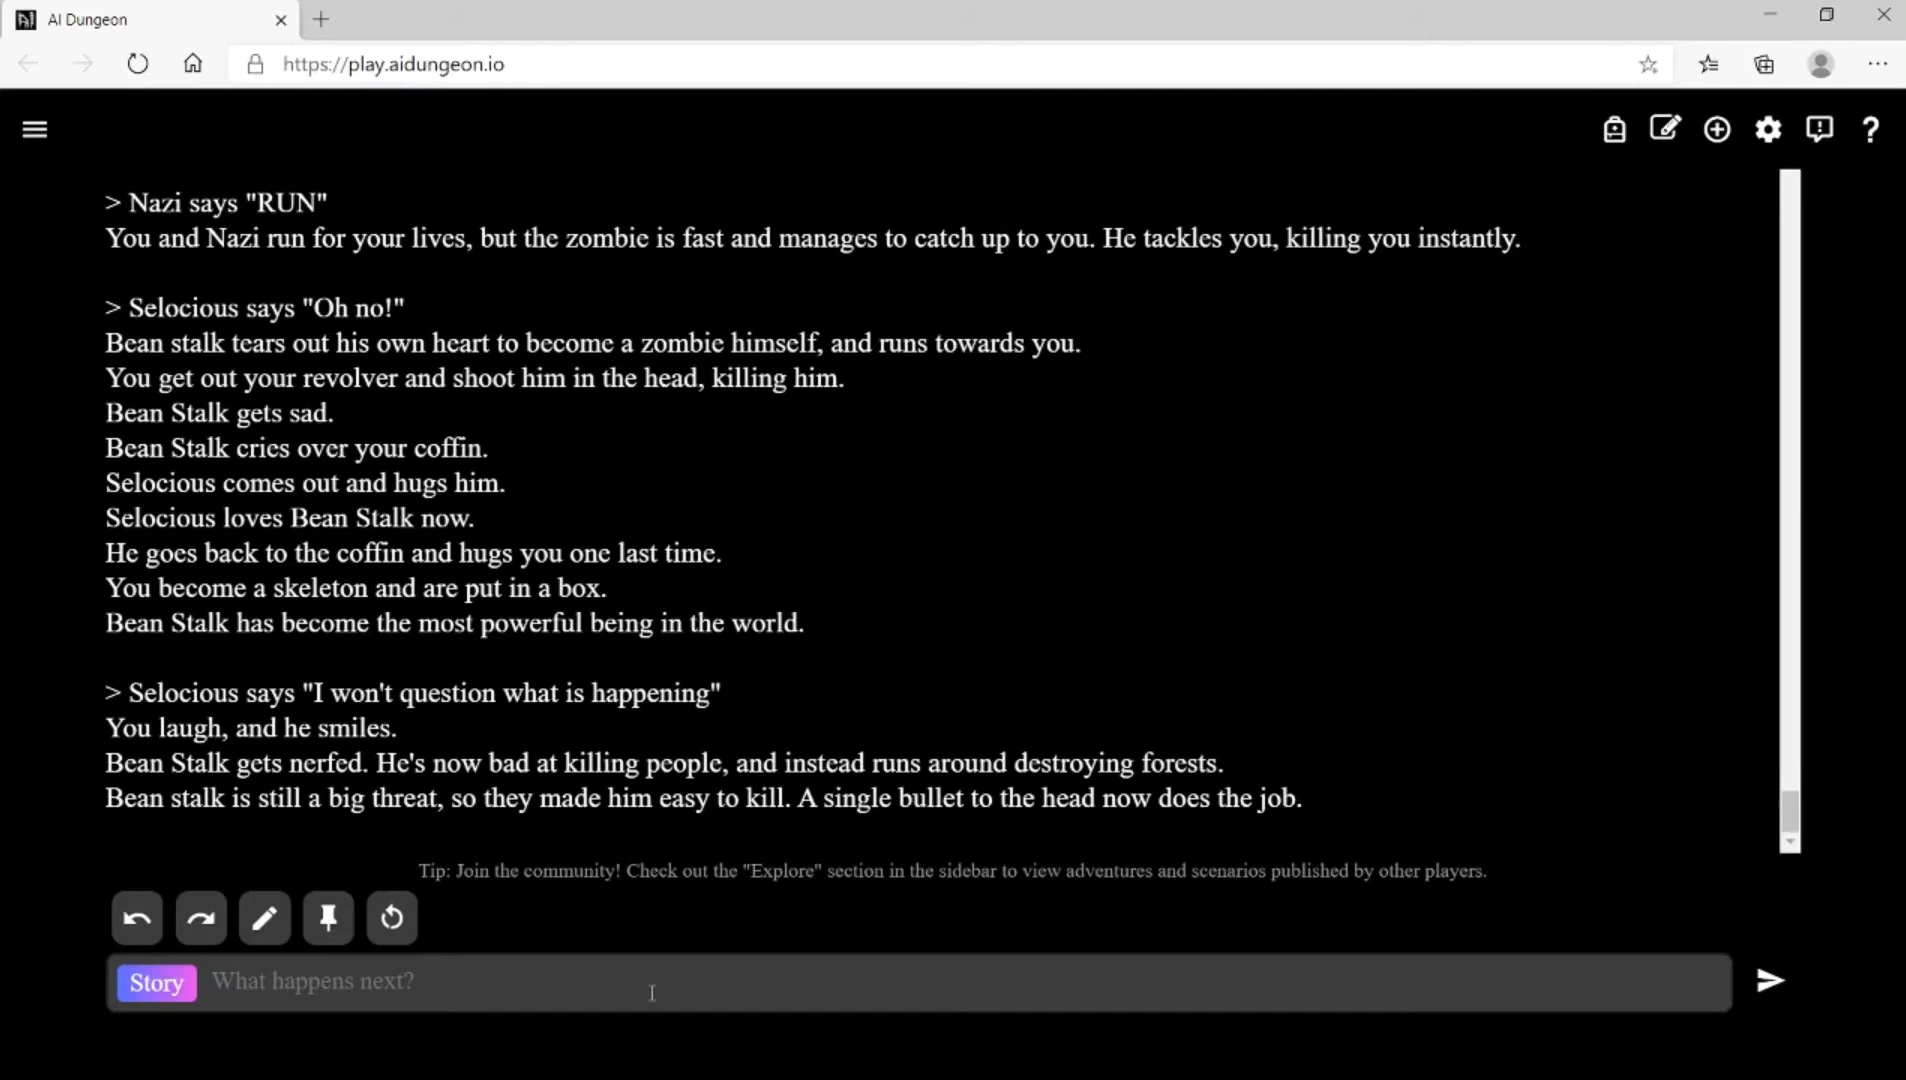 AI Dungeon
https://play.aidungeon.io
> Nazi says "RUN"
You and Nazi run for your lives, but the zombie is fast and manages to catch up to you. He tackles you, killing you instantly.
> Selocious says "Oh no!"
Bean stalk tears out his own heart to become a zombie himself, and runs towards you.
You get out your revolver and shoot him in the head, killing him.
Bean Stalk gets sad.
Bean Stalk cries over your coffin.
Selocious comes out and hugs him.
Selocious loves Bean Stalk now.
He goes back to the coffin and hugs you one last time.
You become a skeleton and are put in a box.
Bean Stalk has become the most powerful being in the world.
> Selocious says "I won't question what is happening"
You laugh, and he smiles.
Bean Stalk gets nerfed. He's now bad at killing people, and instead runs around destroying forests.
Bean stalk is still a big threat, so they made him easy to kill. A single bullet to the head now does the job.
Tip: Join the community! Check out the "Explore" section in the sidebar to view adventures and scenarios published by other players.
Story What happens next?